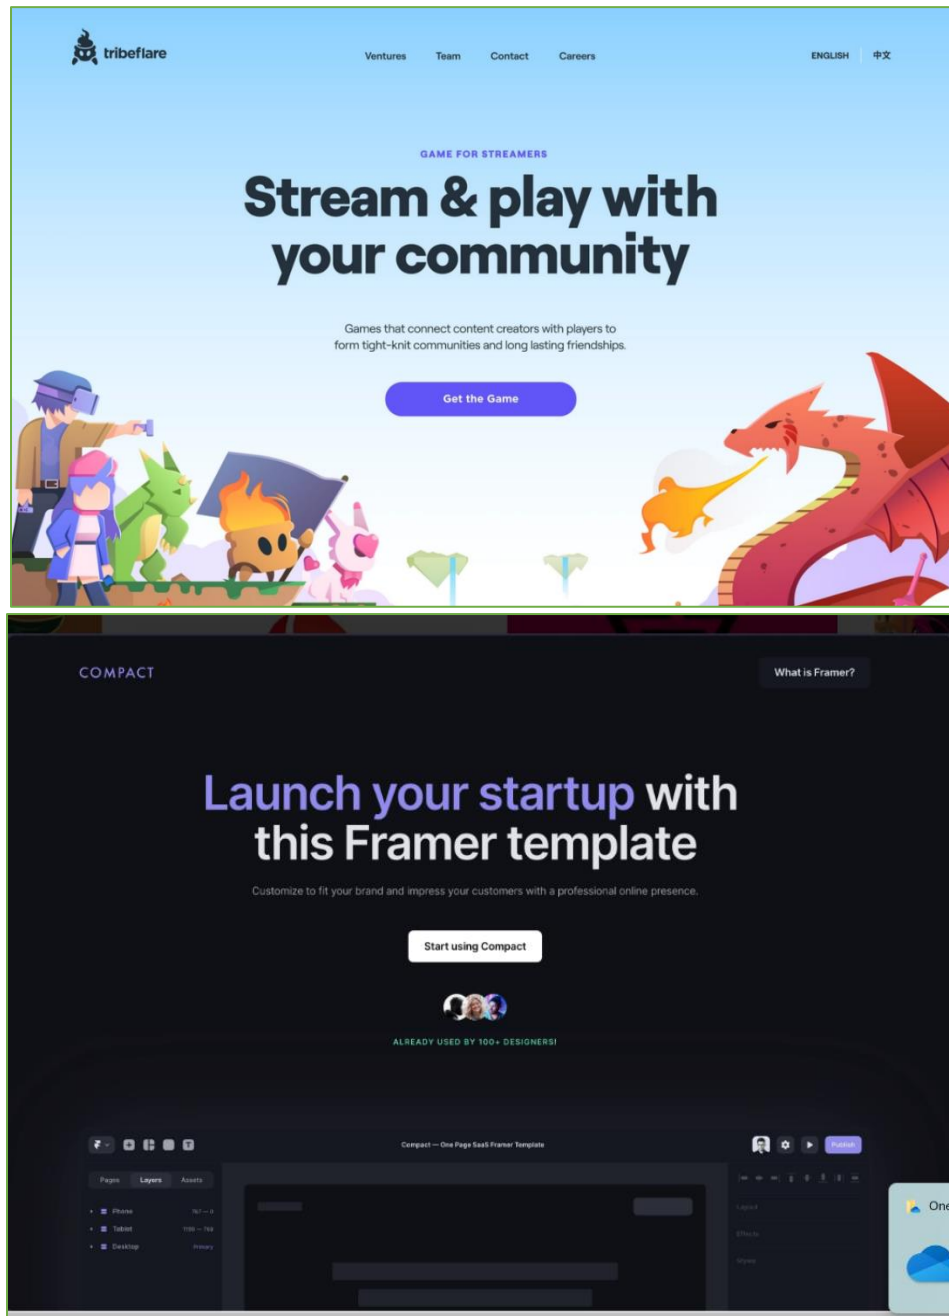 tribeflare
Ventures Team Contact Careers
ENGLISH 中文
GAME FOR STREAMERS
Stream & play with
your community
Games that connect content creators with players to
form tight-knit communities and long lasting friendships.
Get the Game
COMPACT
What is Framer?
Launch your startup with
this Framer template
Customize to fit your brand and impress your customers with a professional online presence.
Start using Compact
ALREADY USED BY 100+ DESIGNERS!
T
Compact — One Page SaaS Framer Template
Publish
Pages Layers Assets
Phone
Tablet
Desktop Primary
Layout
Effects
Styles
One